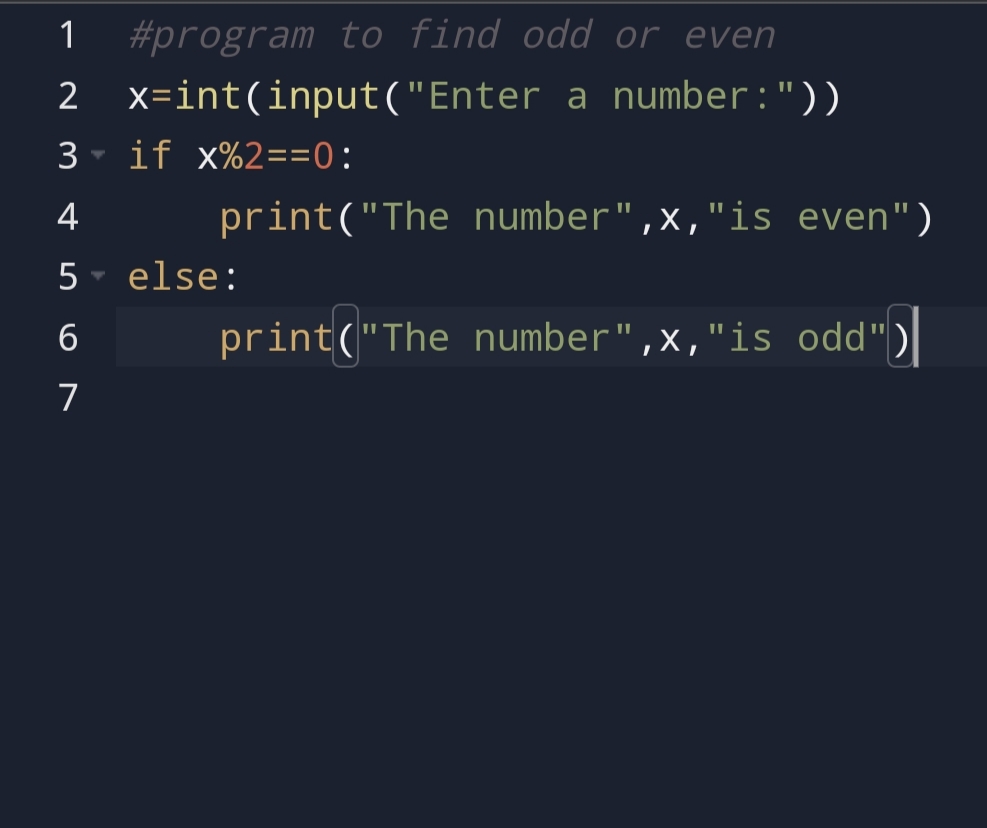 1 #program to find odd or even
2 x=int(input("Enter a number:"))
3 if x%2==0:
4     print("The number",x,"is even")
5 else:
6     print("The number",x,"is odd")
7